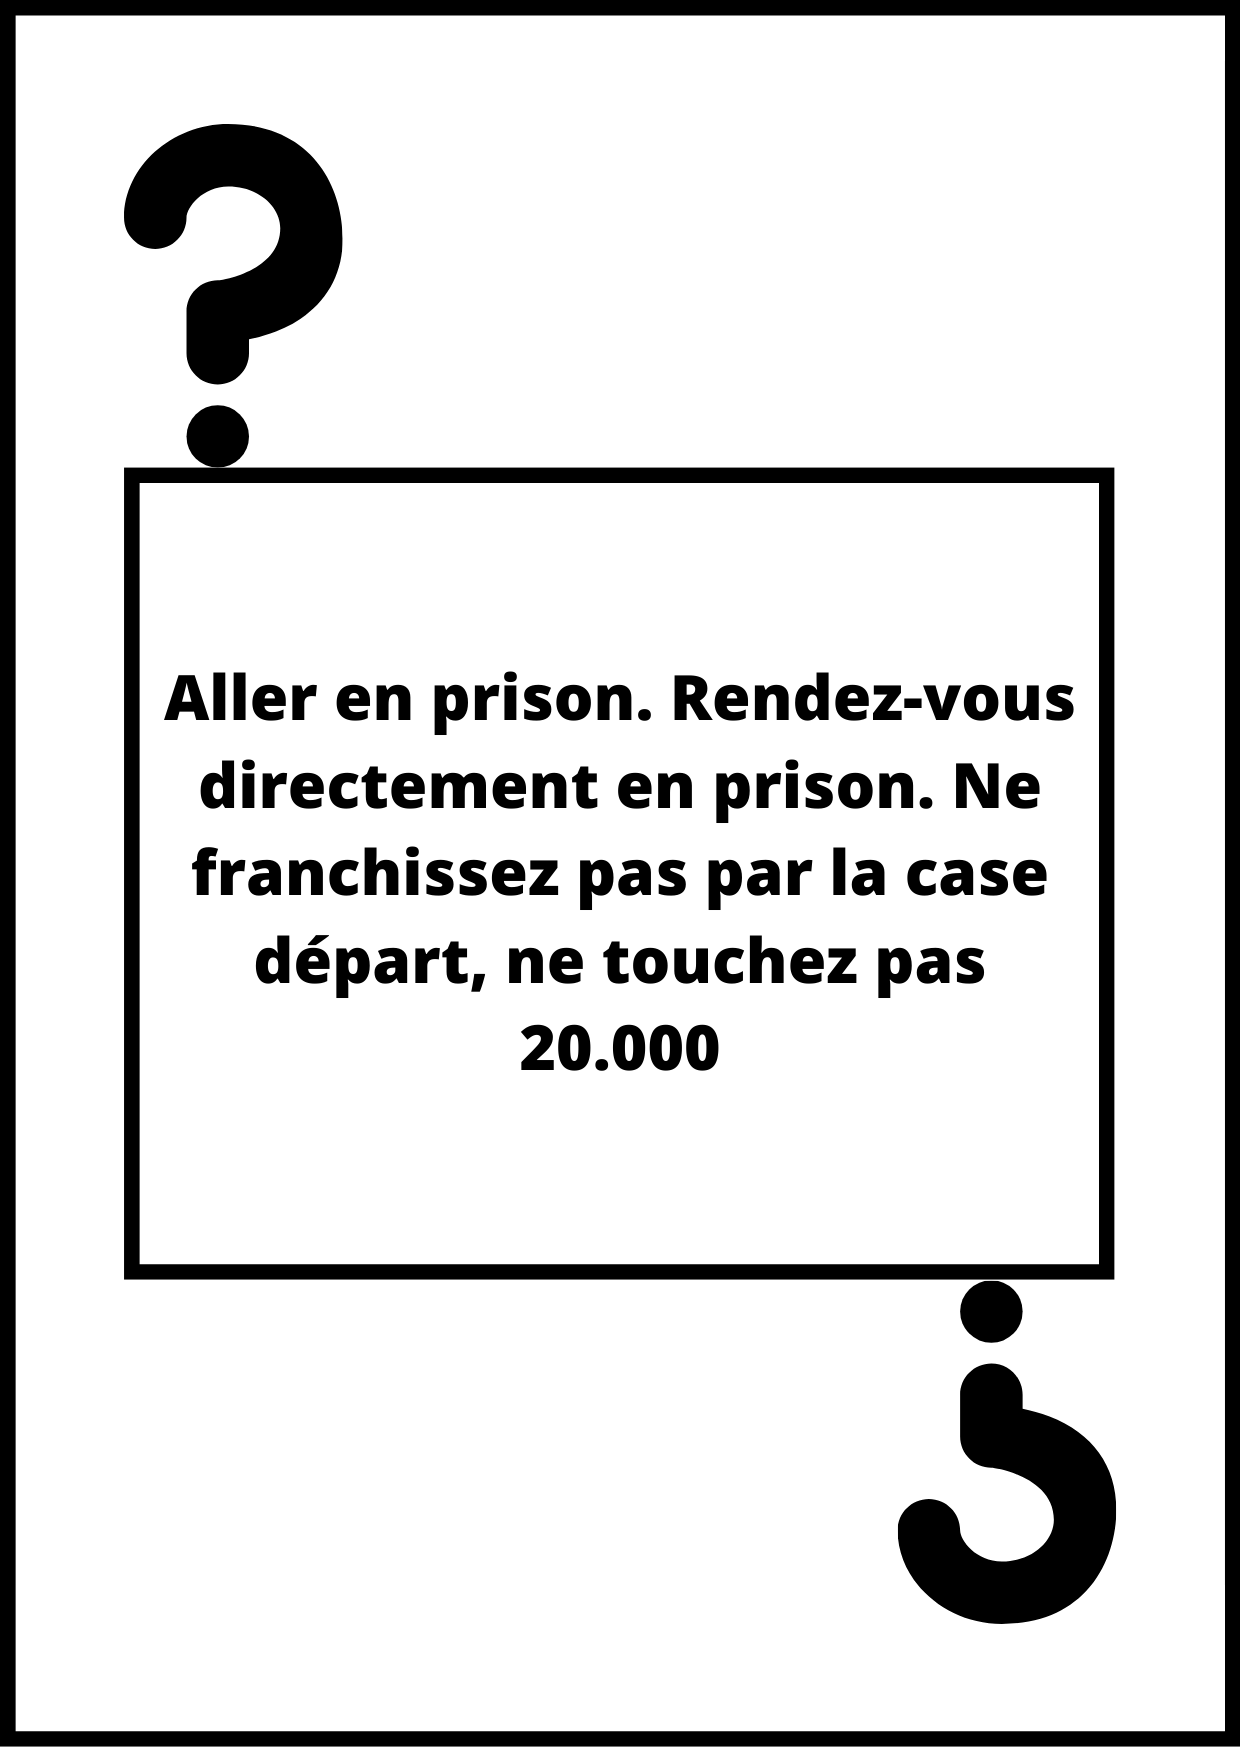 ?
Aller en prison. Rendez-vous
directement en prison. Ne
franchissez pas par la case
départ, ne touchez pas
20.000
?